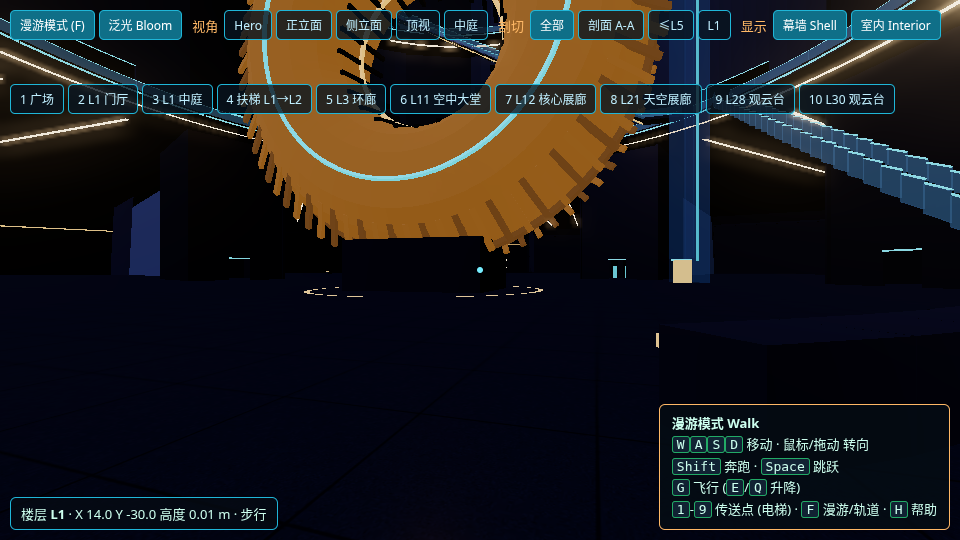 漫游模式 (F) 泛光 Bloom 视角 Hero 正立面 侧立面 顶视 中庭 剖切 全部 剖面 A-A ≤L5 L1 显示 幕墙 Shell 室内 Interior
1 广场 2 L1 门厅 3 L1 中庭 4 扶梯 L1→L2 5 L3 环廊 6 L11 空中大堂 7 L12 核心展廊 8 L21 天空展廊 9 L28 观云台 10 L30 观云台
漫游模式 Walk
W A S D 移动 · 鼠标/拖动 转向
Shift 奔跑 · Space 跳跃
G 飞行 (E/Q 升降)
1-9 传送点 (电梯) · F 漫游/轨道 · H 帮助
楼层 L1 · X 14.0 Y -30.0 高度 0.01 m · 步行